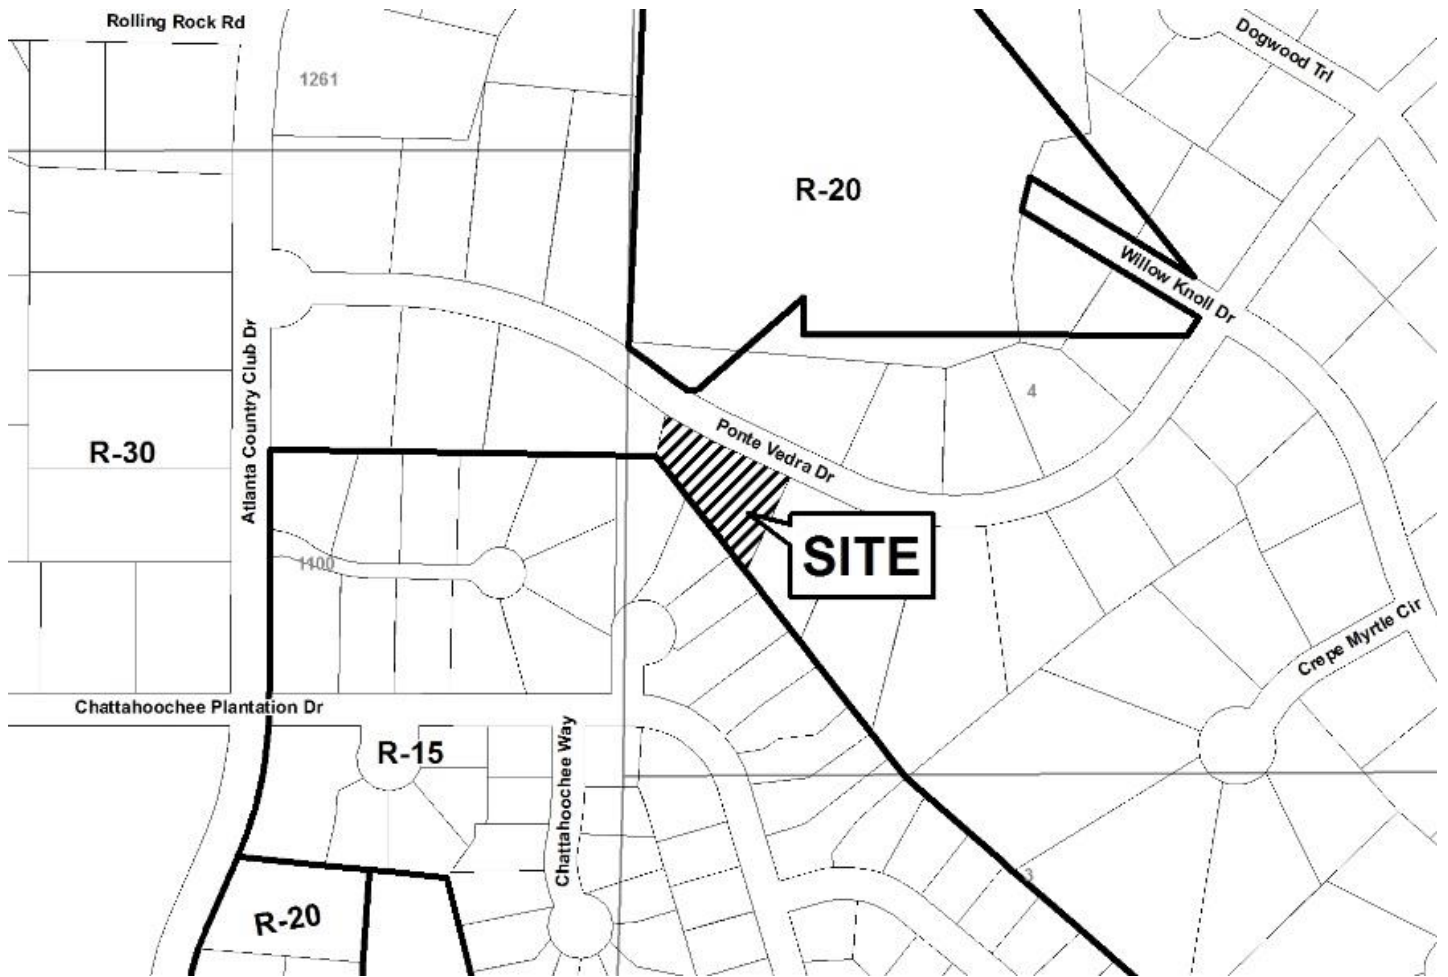 Rolling Rock Rd
Dogwood Trl
1261
R-20
Willow Knoll Dr
Atlanta Country Club Dr
4
R-30
Ponte Vedra Dr
SITE
1100
Crepe Myrtle Cir
Chattahoochee Plantation Dr
R-15
Chattahoochee Way
3
R-20